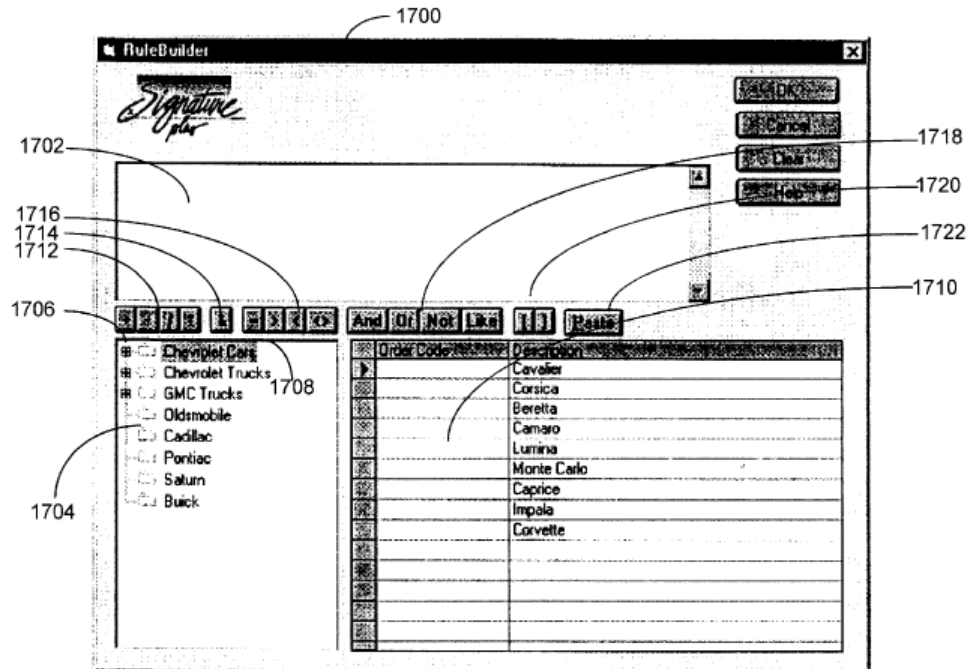 1700
RuleBuilder
Signature
plus
OK
Cancel
1702
Clear
1718
Help
1720
1716
1714
1712
1722
1706
1710
And Or Not Like ( ) Paste
Order Code Description
Chevrolet Cars
Chevrolet Trucks
1708
GMC Trucks
Oldsmobile
Cadillac
Pontiac
Saturn
Buick
1704
Cavalier
Corsica
Beretta
Camaro
Lumina
Monte Carlo
Caprice
Impala
Corvette